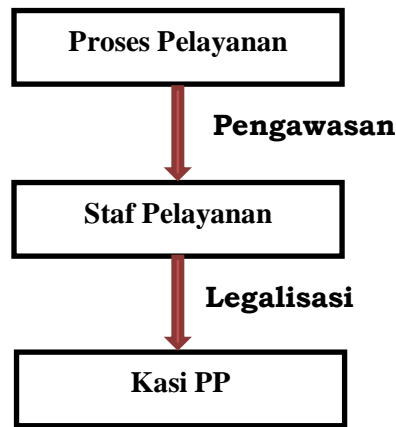 Proses Pelayanan
Pengawasan
Staf Pelayanan
Legalisasi
Kasi PP